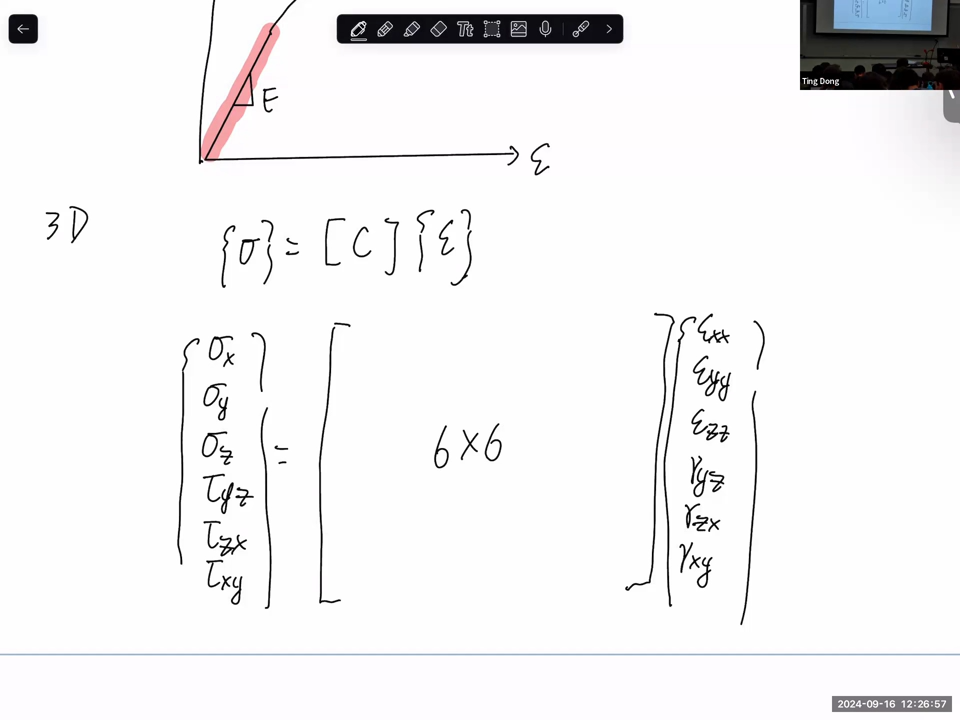 Ting Dong
E
ε
3D
{σ} = [C]{ε}
σx
σy
σz
τyz
τzx
τxy
=
6×6
εxx
εyy
εzz
γyz
γzx
γxy
2024-09-16 12:26:57